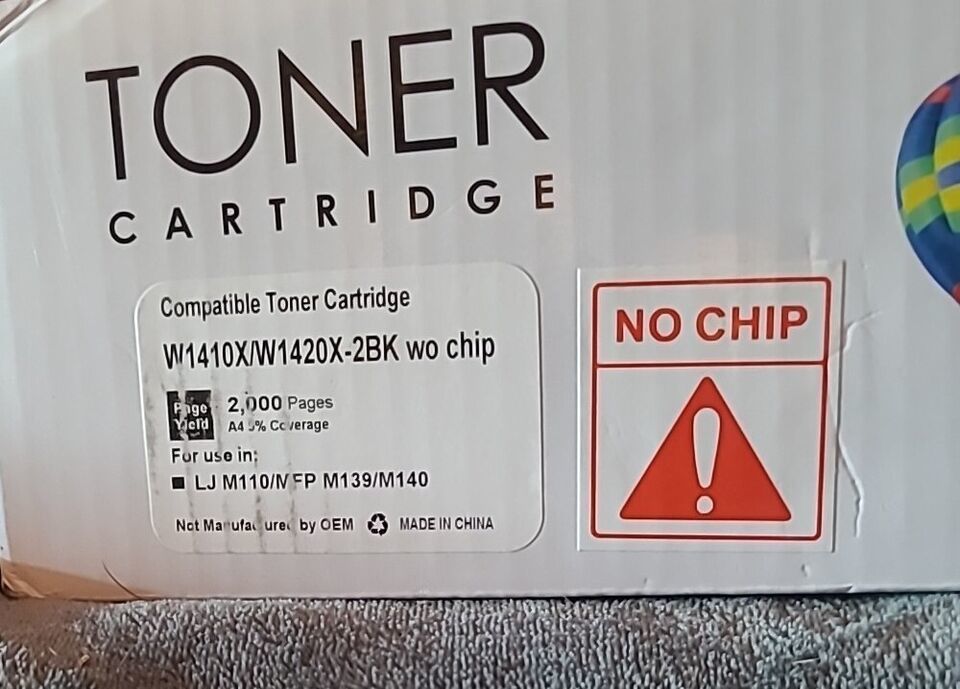 TONER
CARTRIDGE
Compatible Toner Cartridge
W1410X/W1420X-2BK wo chip
Page
Yield
2,000 Pages
A4 5% Coverage
For use in:
LJ M110/MFP M139/M140
Not Manufactured by OEM
MADE IN CHINA
NO CHIP
!